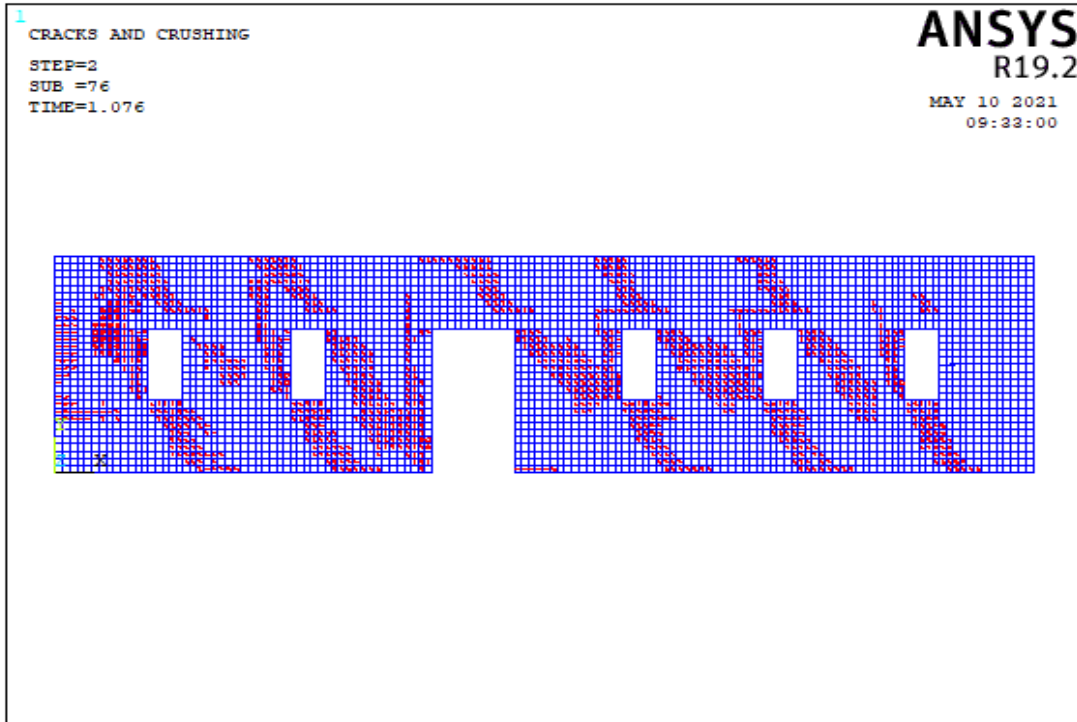 1
CRACKS AND CRUSHING
STEP=2
SUB =76
TIME=1.076
ANSYS
R19.2
MAY 10 2021
09:33:00
Y
Z X